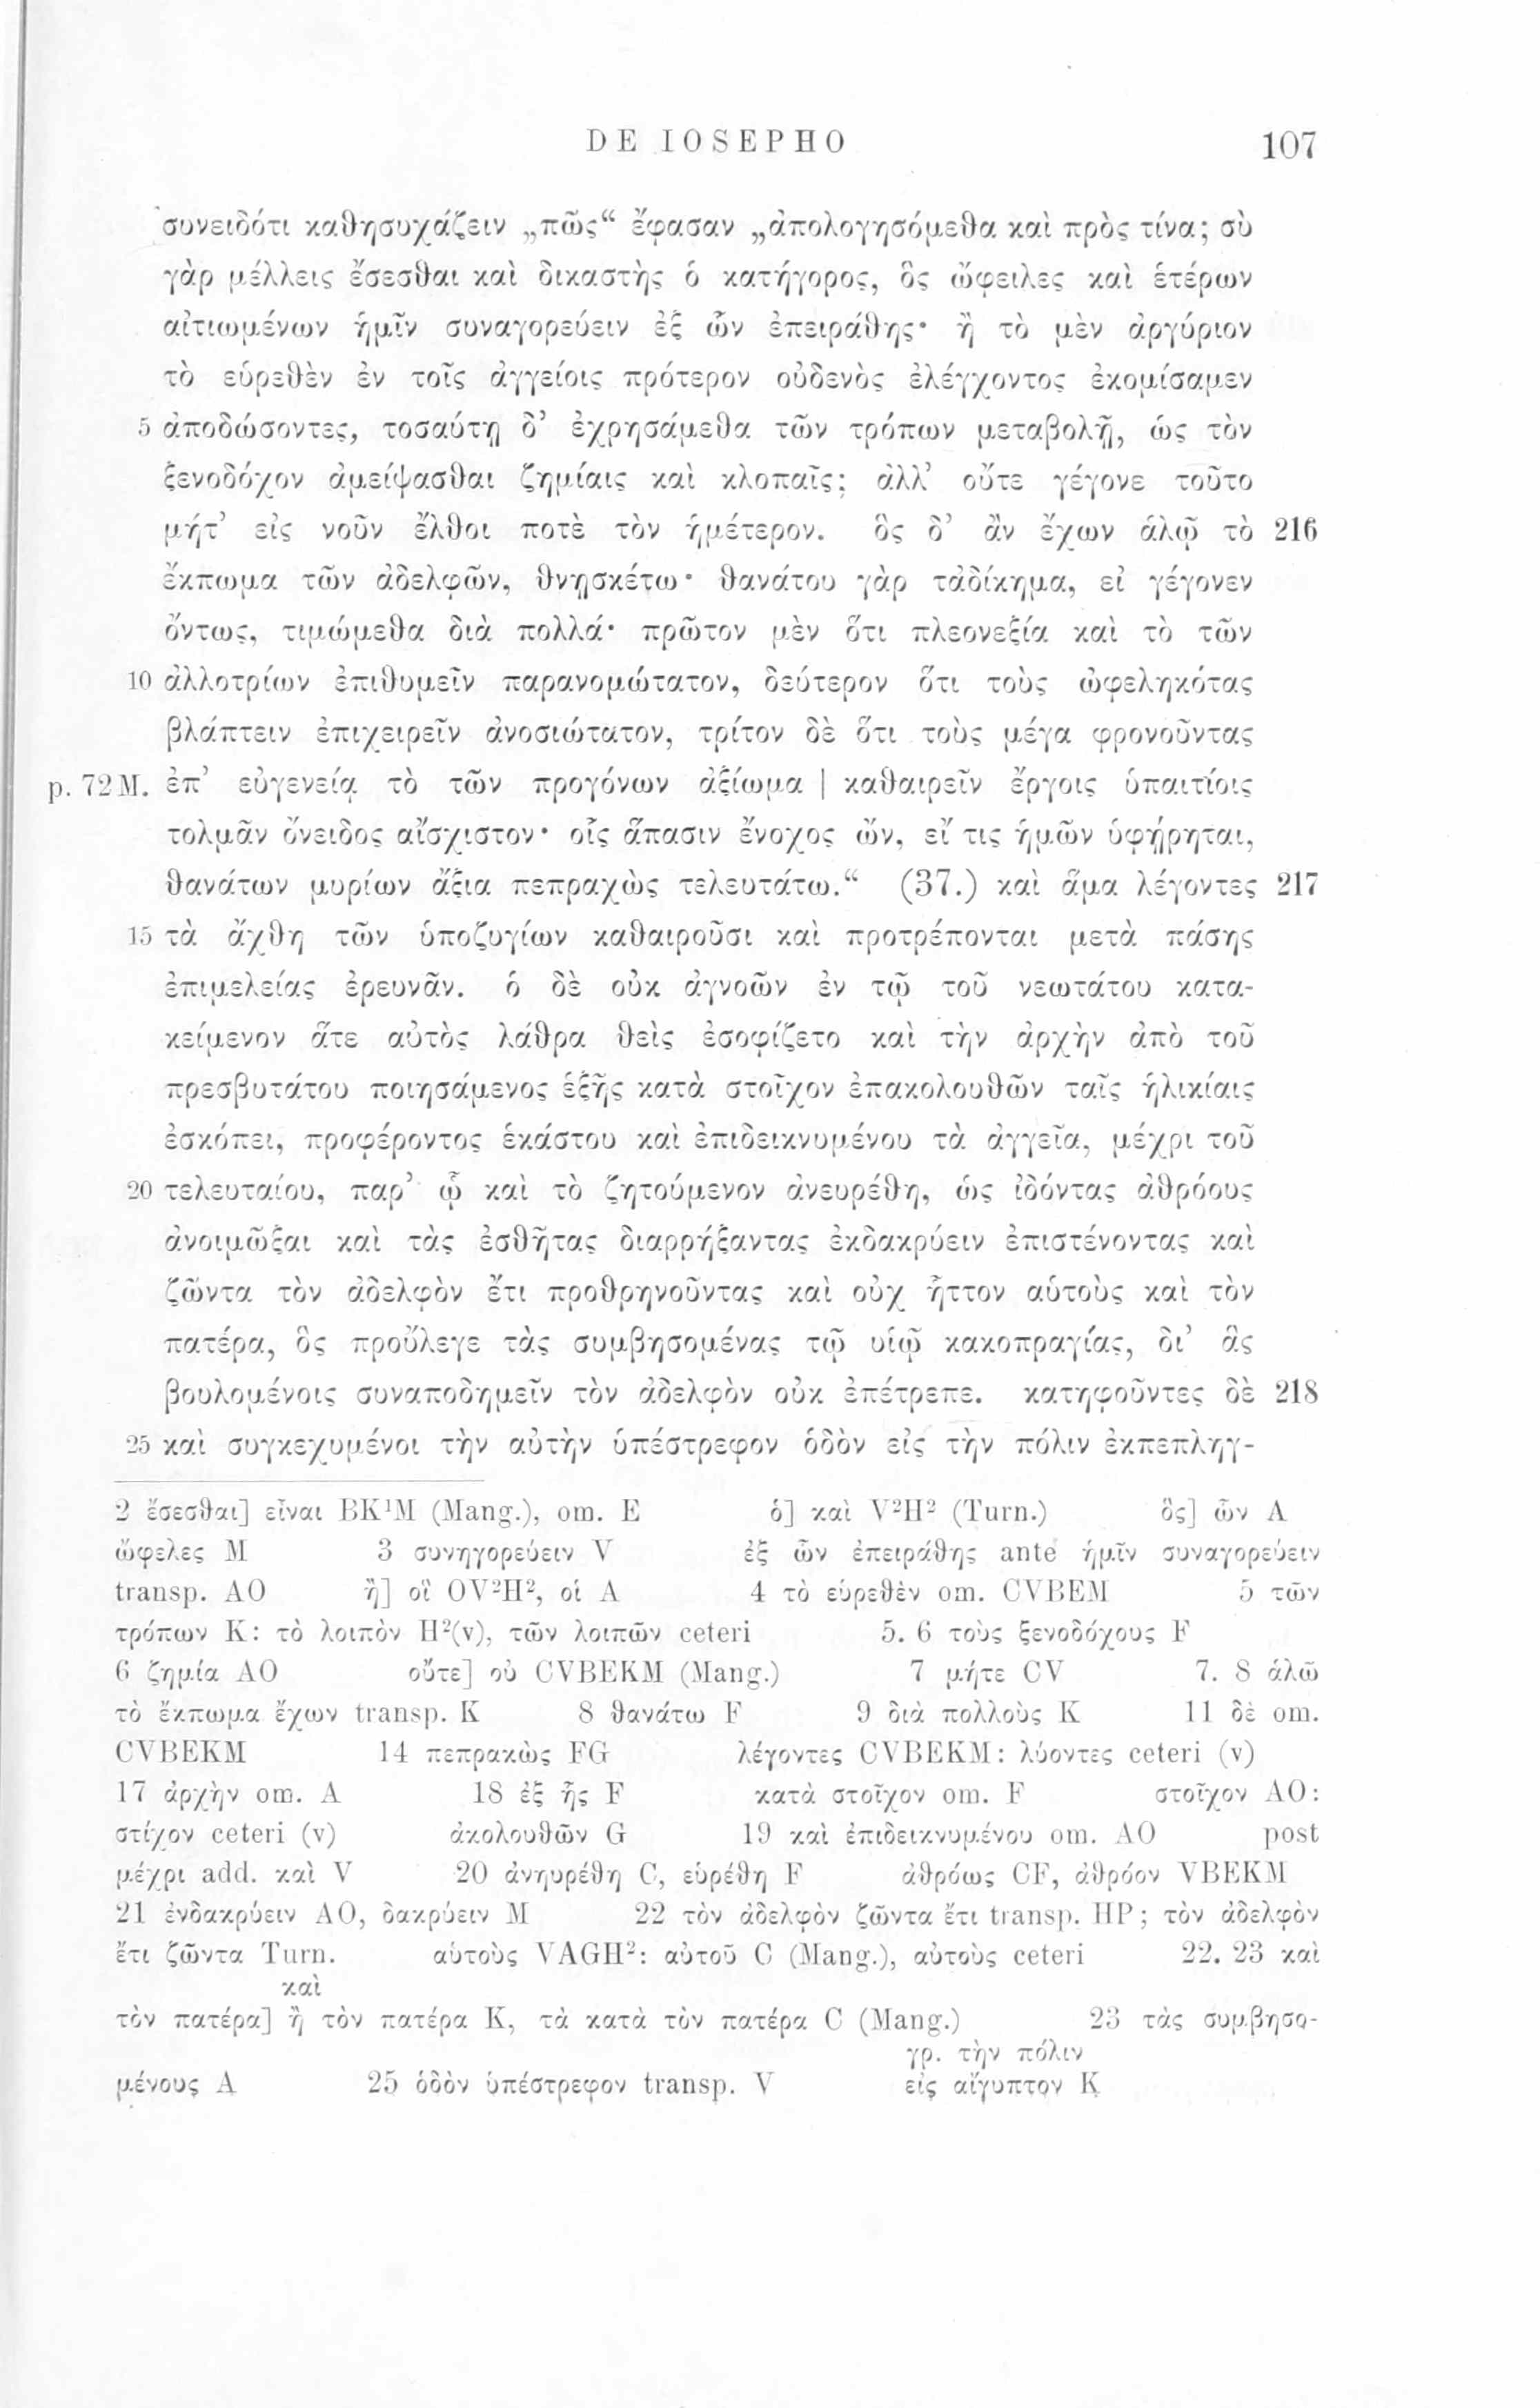 DE IOSEPHO 107
συνειδότι καθησυχάζειν „πῶς“ ἔφασαν „ἀπολογησόμεθα καὶ πρὸς τίνα; σὺ
γὰρ μέλλεις ἔσεσθαι καὶ δικαστὴς ὁ κατήγορος, ὃς ὤφειλες καὶ ἑτέρων
αἰτιωμένων ἡμῖν συναγορεύειν ἐξ ὧν ἐπειράθης· ἢ τὸ μὲν ἀργύριον
τὸ εὑρεθὲν ἐν τοῖς ἀγγείοις πρότερον οὐδενὸς ἐλέγχοντος ἐκομίσαμεν
5 ἀποδώσοντες, τοσαύτῃ δ’ ἐχρησάμεθα τῶν τρόπων μεταβολῇ, ὡς τὸν
ξενοδόχον ἀμείψασθαι ζημίαις καὶ κλοπαῖς; ἀλλ’ οὔτε γέγονε τοῦτο
μήτ’ εἰς νοῦν ἔλθοι ποτὲ τὸν ἡμέτερον. ὃς δ’ ἂν ἔχων ἁλῷ τὸ 216
ἔκπωμα τῶν ἀδελφῶν, θνῃσκέτω· θανάτου γὰρ τἀδίκημα, εἰ γέγονεν
ὄντως, τιμώμεθα διὰ πολλά· πρῶτον μὲν ὅτι πλεονεξία καὶ τὸ τῶν
10 ἀλλοτρίων ἐπιθυμεῖν παρανομώτατον, δεύτερον ὅτι τοὺς ὠφεληκότας
βλάπτειν ἐπιχειρεῖν ἀνοσιώτατον, τρίτον δὲ ὅτι τοὺς μέγα φρονοῦντας
p. 72 M. ἐπ’ εὐγενείᾳ τὸ τῶν προγόνων ἀξίωμα | καθαιρεῖν ἔργοις ὑπαιτίοις
τολμᾶν ὄνειδος αἴσχιστον· οἷς ἅπασιν ἔνοχος ὤν, εἴ τις ἡμῶν ὑφῄρηται,
θανάτων μυρίων ἄξια πεπραχὼς τελευτάτω.“ (37.) καὶ ἅμα λέγοντες 217
15 τὰ ἄχθη τῶν ὑποζυγίων καθαιροῦσι καὶ προτρέπονται μετὰ πάσης
ἐπιμελείας ἐρευνᾶν. ὁ δὲ οὐκ ἀγνοῶν ἐν τῷ τοῦ νεωτάτου κατα-
κείμενον ἅτε αὐτὸς λάθρα θεὶς ἐσοφίζετο καὶ τὴν ἀρχὴν ἀπὸ τοῦ
πρεσβυτάτου ποιησάμενος ἑξῆς κατὰ στοῖχον ἐπακολουθῶν ταῖς ἡλικίαις
ἐσκόπει, προφέροντος ἑκάστου καὶ ἐπιδεικνυμένου τὰ ἀγγεῖα, μέχρι τοῦ
20 τελευταίου, παρ’ ᾧ καὶ τὸ ζητούμενον ἀνευρέθη, ὡς ἰδόντας ἀθρόους
ἀνοιμῶξαι καὶ τὰς ἐσθῆτας διαρρήξαντας ἐκδακρύειν ἐπιστένοντας καὶ
ζῶντα τὸν ἀδελφὸν ἔτι προθρηνοῦντας καὶ οὐχ ἧττον αὑτοὺς καὶ τὸν
πατέρα, ὃς προὔλεγε τὰς συμβησομένας τῷ υἱῷ κακοπραγίας, δι’ ἃς
βουλομένοις συναποδημεῖν τὸν ἀδελφὸν οὐκ ἐπέτρεπε. κατηφοῦντες δὲ 218
25 καὶ συγκεχυμένοι τὴν αὐτὴν ὑπέστρεφον ὁδὸν εἰς τὴν πόλιν ἐκπεπληγ-
2 ἔσεσθαι] εἶναι BK¹M (Mang.), om. E ὁ] καὶ V²H² (Turn.) ὃς] ὧν A
ὤφελες M 3 συνηγορεύειν V ἐξ ὧν ἐπειράθης ante ἡμῖν συναγορεύειν
transp. AO ἢ] οἳ OV²H², οἱ A 4 τὸ εὑρεθὲν om. CVBEM 5 τῶν
τρόπων K: τὸ λοιπὸν H²(v), τῶν λοιπῶν ceteri 5. 6 τοὺς ξενοδόχους F
6 ζημία AO οὔτε] οὐ CVBEKM (Mang.) 7 μήτε CV 7. 8 ἁλῶ
τὸ ἔκπωμα ἔχων transp. K 8 θανάτω F 9 διὰ πολλοὺς K 11 δὲ om.
CVBEKM 14 πεπρακὼς FG λέγοντες CVBEKM: λύοντες ceteri (v)
17 ἀρχὴν om. A 18 ἐξ ἧς F κατὰ στοῖχον om. F στοῖχον AO:
στίχον ceteri (v) ἀκολουθῶν G 19 καὶ ἐπιδεικνυμένου om. AO post
μέχρι add. καὶ V 20 ἀνηυρέθη C, εὑρέθη F ἀθρόως CF, ἀθρόον VBEKM
21 ἐνδακρύειν AO, δακρύειν M 22 τὸν ἀδελφὸν ζῶντα ἔτι transp. HP; τὸν ἀδελφὸν
ἔτι ζῶντα Turn. αὑτοὺς VAGH²: αὐτοῦ C (Mang.), αὐτοὺς ceteri 22. 23 καὶ
καὶ
τὸν πατέρα] ἢ τὸν πατέρα K, τὰ κατὰ τὸν πατέρα C (Mang.) 23 τὰς συμβησο-
γρ. τὴν πόλιν
μένους A 25 ὁδὸν ὑπέστρεφον transp. V εἰς αἴγυπτον K